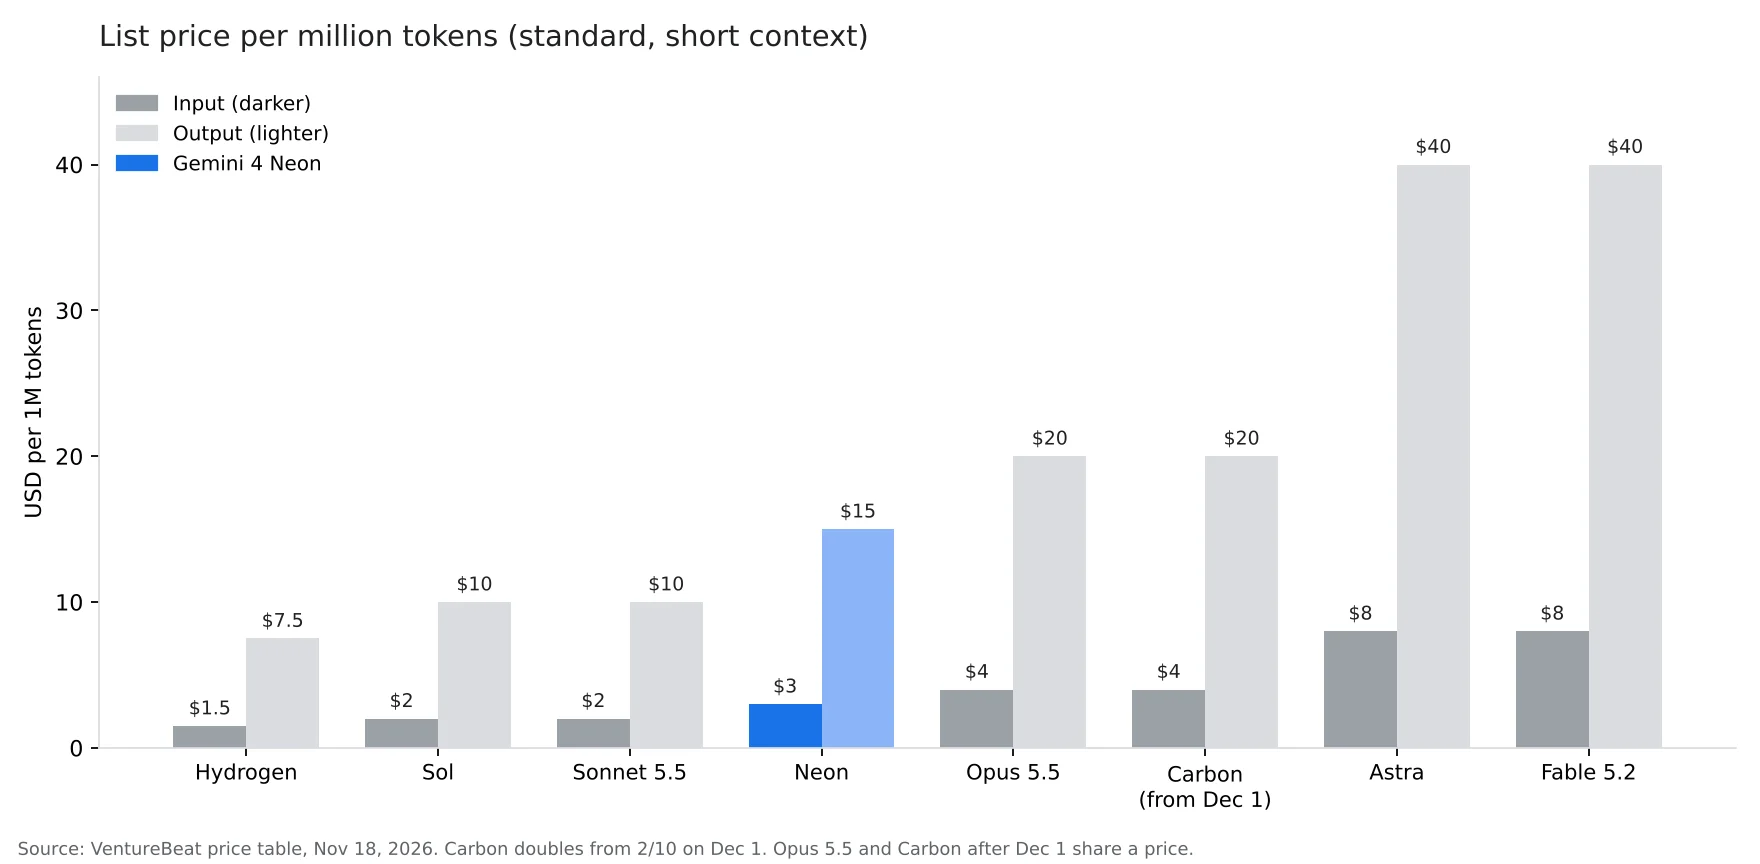 List price per million tokens (standard, short context)
Input (darker)
Output (lighter)
Gemini 4 Neon
USD per 1M tokens
40
30
20
10
0
$1.5
$7.5
$2
$10
$2
$10
$3
$15
$4
$20
$4
$20
$8
$40
$8
$40
Hydrogen
Sol
Sonnet 5.5
Neon
Opus 5.5
Carbon
(from Dec 1)
Astra
Fable 5.2
Source: VentureBeat price table, Nov 18, 2026. Carbon doubles from 2/10 on Dec 1. Opus 5.5 and Carbon after Dec 1 share a price.